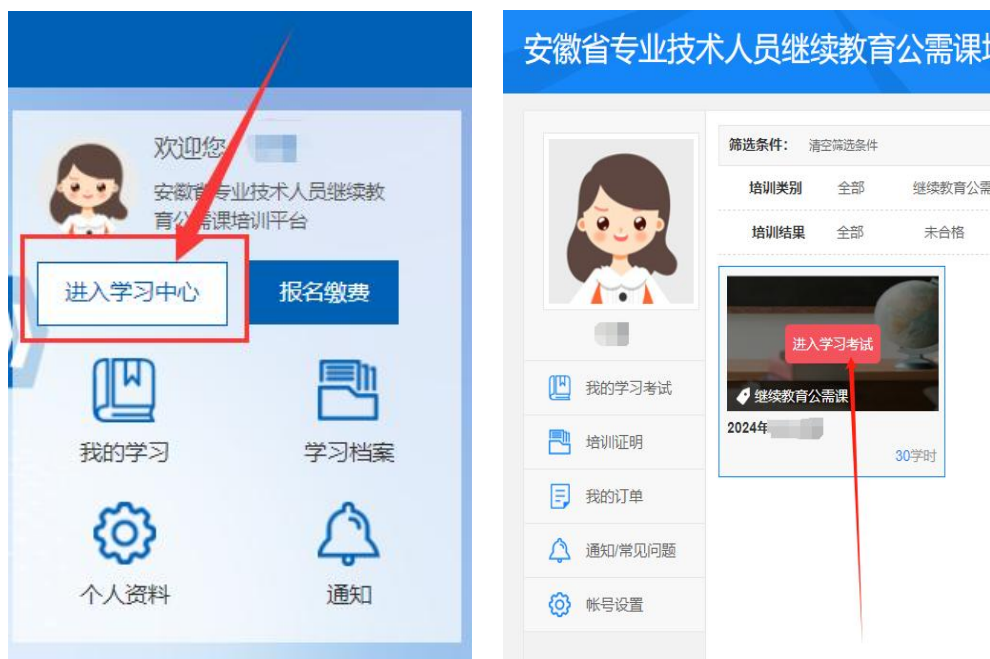 欢迎您
安徽省专业技术人员继续教
育公需课培训平台
进入学习中心
报名缴费
我的学习
学习档案
个人资料
通知
安徽省专业技术人员继续教育公需课
筛选条件： 清空筛选条件
培训类别 全部 继续教育公需
培训结果 全部 未合格
进入学习考试
继续教育公需课
2024年
30学时
我的学习考试
培训证明
我的订单
通知/常见问题
帐号设置